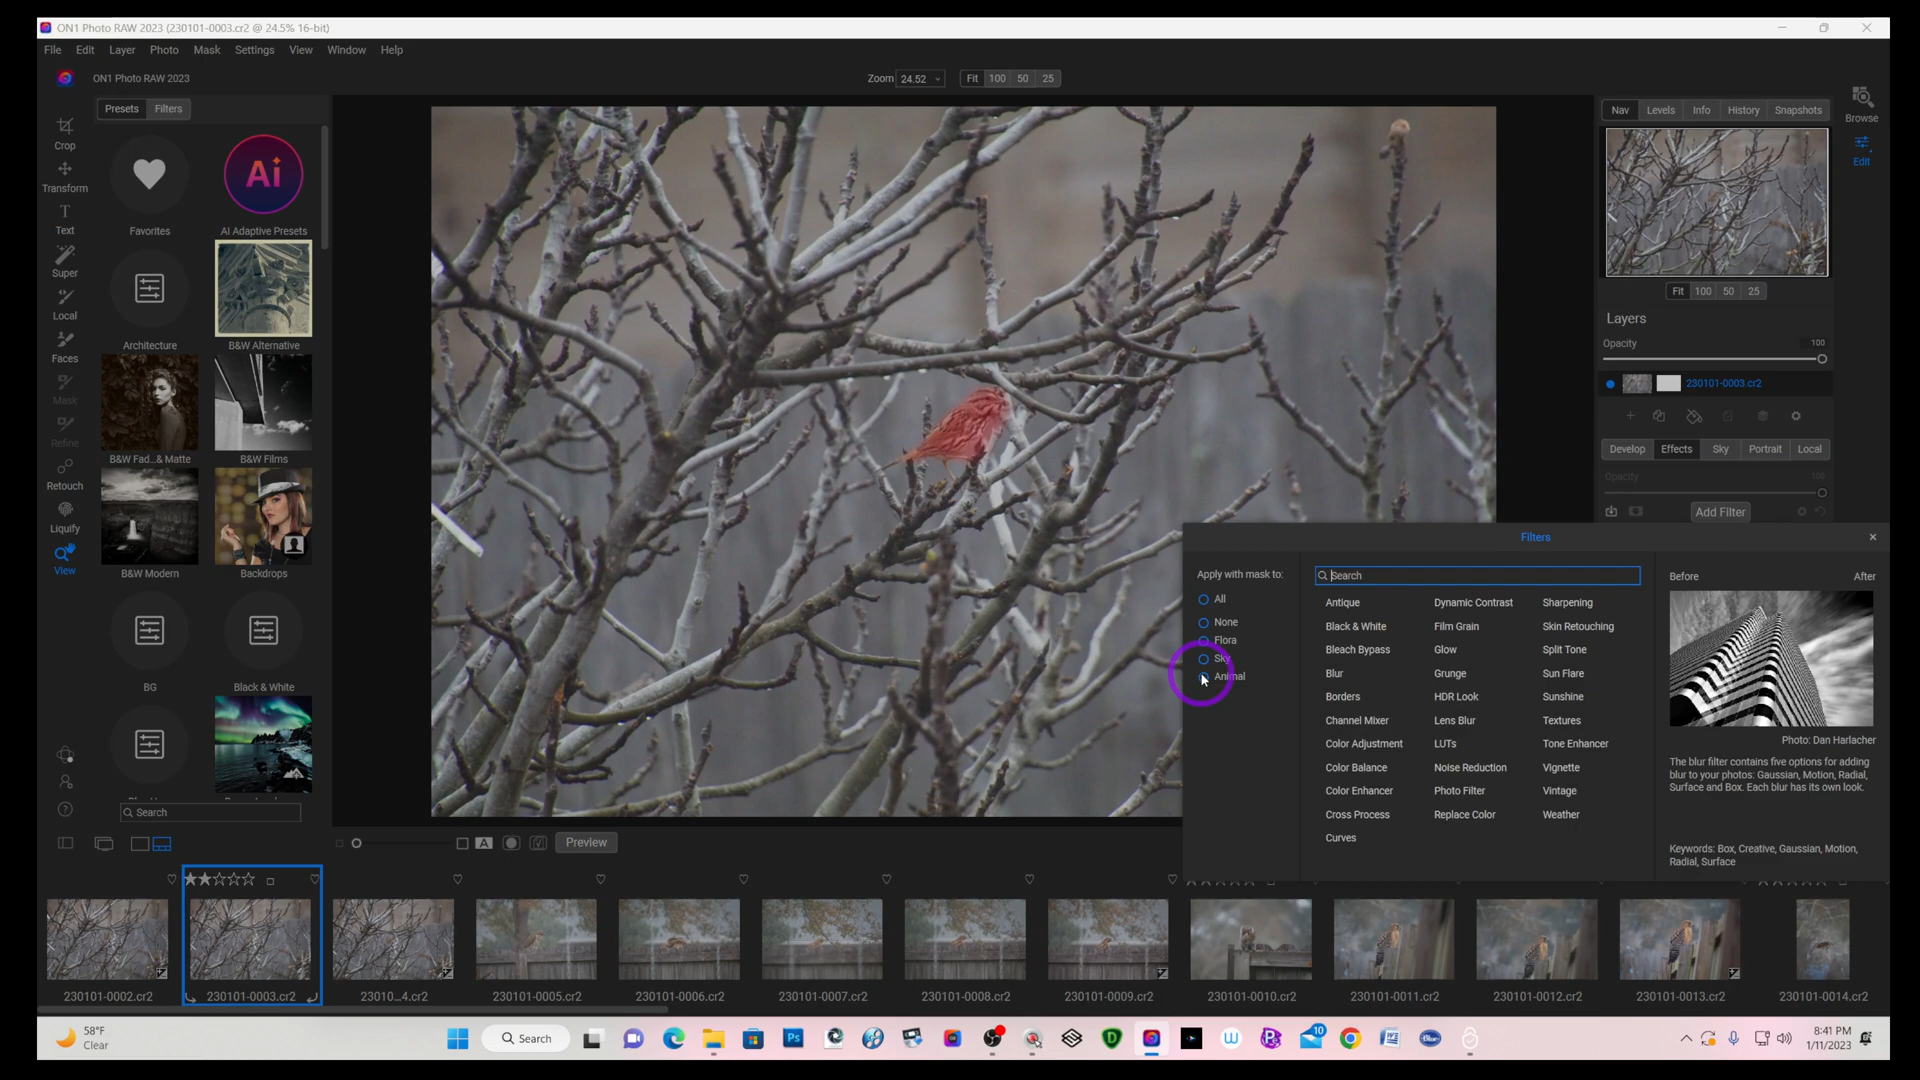 ON1 Photo RAW 2023 (230101-0003.cr2 @ 24.5% 16-bit)
File Edit Layer Photo Mask Settings View Window Help
ON1 Photo RAW 2023
Zoom 24.52 Fit 100 50 25
Presets Filters
Nav Levels Info History Snapshots
Browse
Edit
Crop
Transform
Text
Super
Local
Faces
Mask
Refine
Retouch
Liquify
View
Ai
Favorites AI Adaptive Presets
Architecture B&W Alternative
B&W Fad...& Matte B&W Films
B&W Modern Backdrops
BG Black & White
Search
Fit 100 50 25
Layers
Opacity 100
230101-0003.cr2
Develop Effects Sky Portrait Local
Opacity 100
Add Filter
Filters
Apply with mask to:
All
None
Flora
Sky
Animal
Search
Antique Dynamic Contrast Sharpening
Black & White Film Grain Skin Retouching
Bleach Bypass Glow Split Tone
Blur Grunge Sun Flare
Borders HDR Look Sunshine
Channel Mixer Lens Blur Textures
Color Adjustment LUTs Tone Enhancer
Color Balance Noise Reduction Vignette
Color Enhancer Photo Filter Vintage
Cross Process Replace Color Weather
Curves
Before After
Photo: Dan Harlacher
The blur filter contains five options for adding
blur to your photos: Gaussian, Motion, Radial,
Surface and Box. Each blur has its own look.
Keywords: Box, Creative, Gaussian, Motion,
Radial, Surface
A Preview
230101-0002.cr2 230101-0003.cr2 23010...4.cr2 230101-0005.cr2 230101-0006.cr2 230101-0007.cr2 230101-0008.cr2 230101-0009.cr2 230101-0010.cr2 230101-0011.cr2 230101-0012.cr2 230101-0013.cr2 230101-0014.cr2
58°F
Clear
Search
Ps
10
8:41 PM
1/11/2023